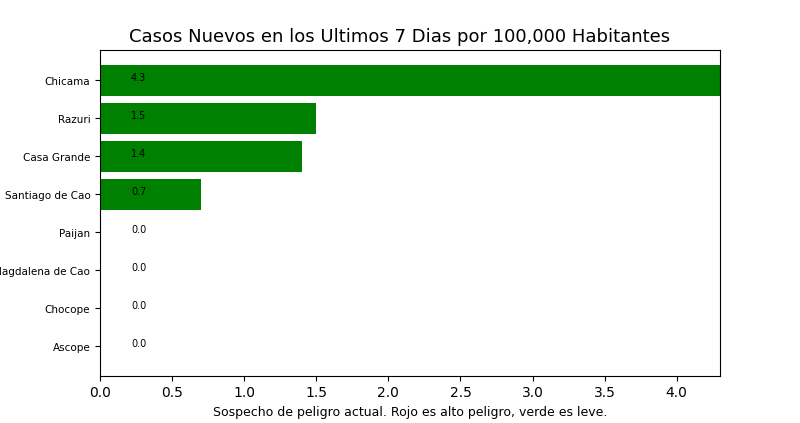 Casos Nuevos en los Ultimos 7 Dias por 100,000 Habitantes
Chicama 4.3
Razuri 1.5
Casa Grande 1.4
Santiago de Cao 0.7
Paijan 0.0
de Cao 0.0
Chocope 0.0
Ascope 0.0
0.0 0.5 1.0 1.5 2.0 2.5 3.0 3.5 4.0
Sospecho de peligro actual. Rojo es alto peligro, verde es leve.